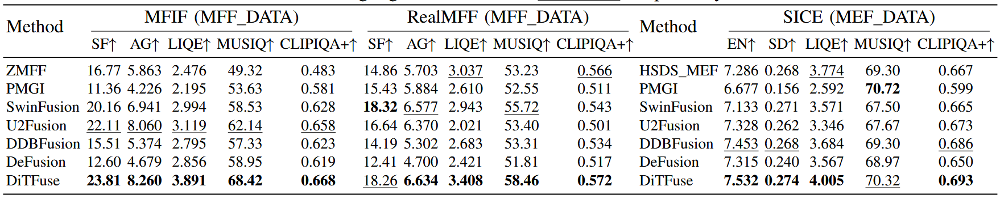 Method MFIF (MFF_DATA) RealMFF (MFF_DATA) Method SICE (MEF_DATA)
SF↑ AG↑ LIQE↑ MUSIQ↑ CLIPIQA+↑ SF↑ AG↑ LIQE↑ MUSIQ↑ CLIPIQA+↑ EN↑ SD↑ LIQE↑ MUSIQ↑ CLIPIQA+↑
ZMFF 16.77 5.863 2.476 49.32 0.483 14.86 5.703 3.037 53.23 0.566 HSDS_MEF 7.286 0.268 3.774 69.30 0.667
PMGI 11.36 4.226 2.195 53.63 0.581 15.43 5.884 2.610 52.55 0.511 PMGI 6.677 0.156 2.592 70.72 0.599
SwinFusion 20.16 6.941 2.994 58.53 0.628 18.32 6.577 2.943 55.72 0.543 SwinFusion 7.133 0.271 3.571 67.50 0.665
U2Fusion 22.11 8.060 3.119 62.14 0.658 16.64 6.370 2.021 53.40 0.501 U2Fusion 7.328 0.262 3.346 67.67 0.673
DDBFusion 15.51 5.374 2.795 57.33 0.623 14.19 5.302 2.683 53.31 0.534 DDBFusion 7.453 0.268 3.684 69.30 0.686
DeFusion 12.60 4.679 2.856 58.95 0.619 12.41 4.700 2.421 51.81 0.517 DeFusion 7.315 0.240 3.567 68.97 0.650
DiTFuse 23.81 8.260 3.891 68.42 0.668 18.26 6.634 3.408 58.46 0.572 DiTFuse 7.532 0.274 4.005 70.32 0.693